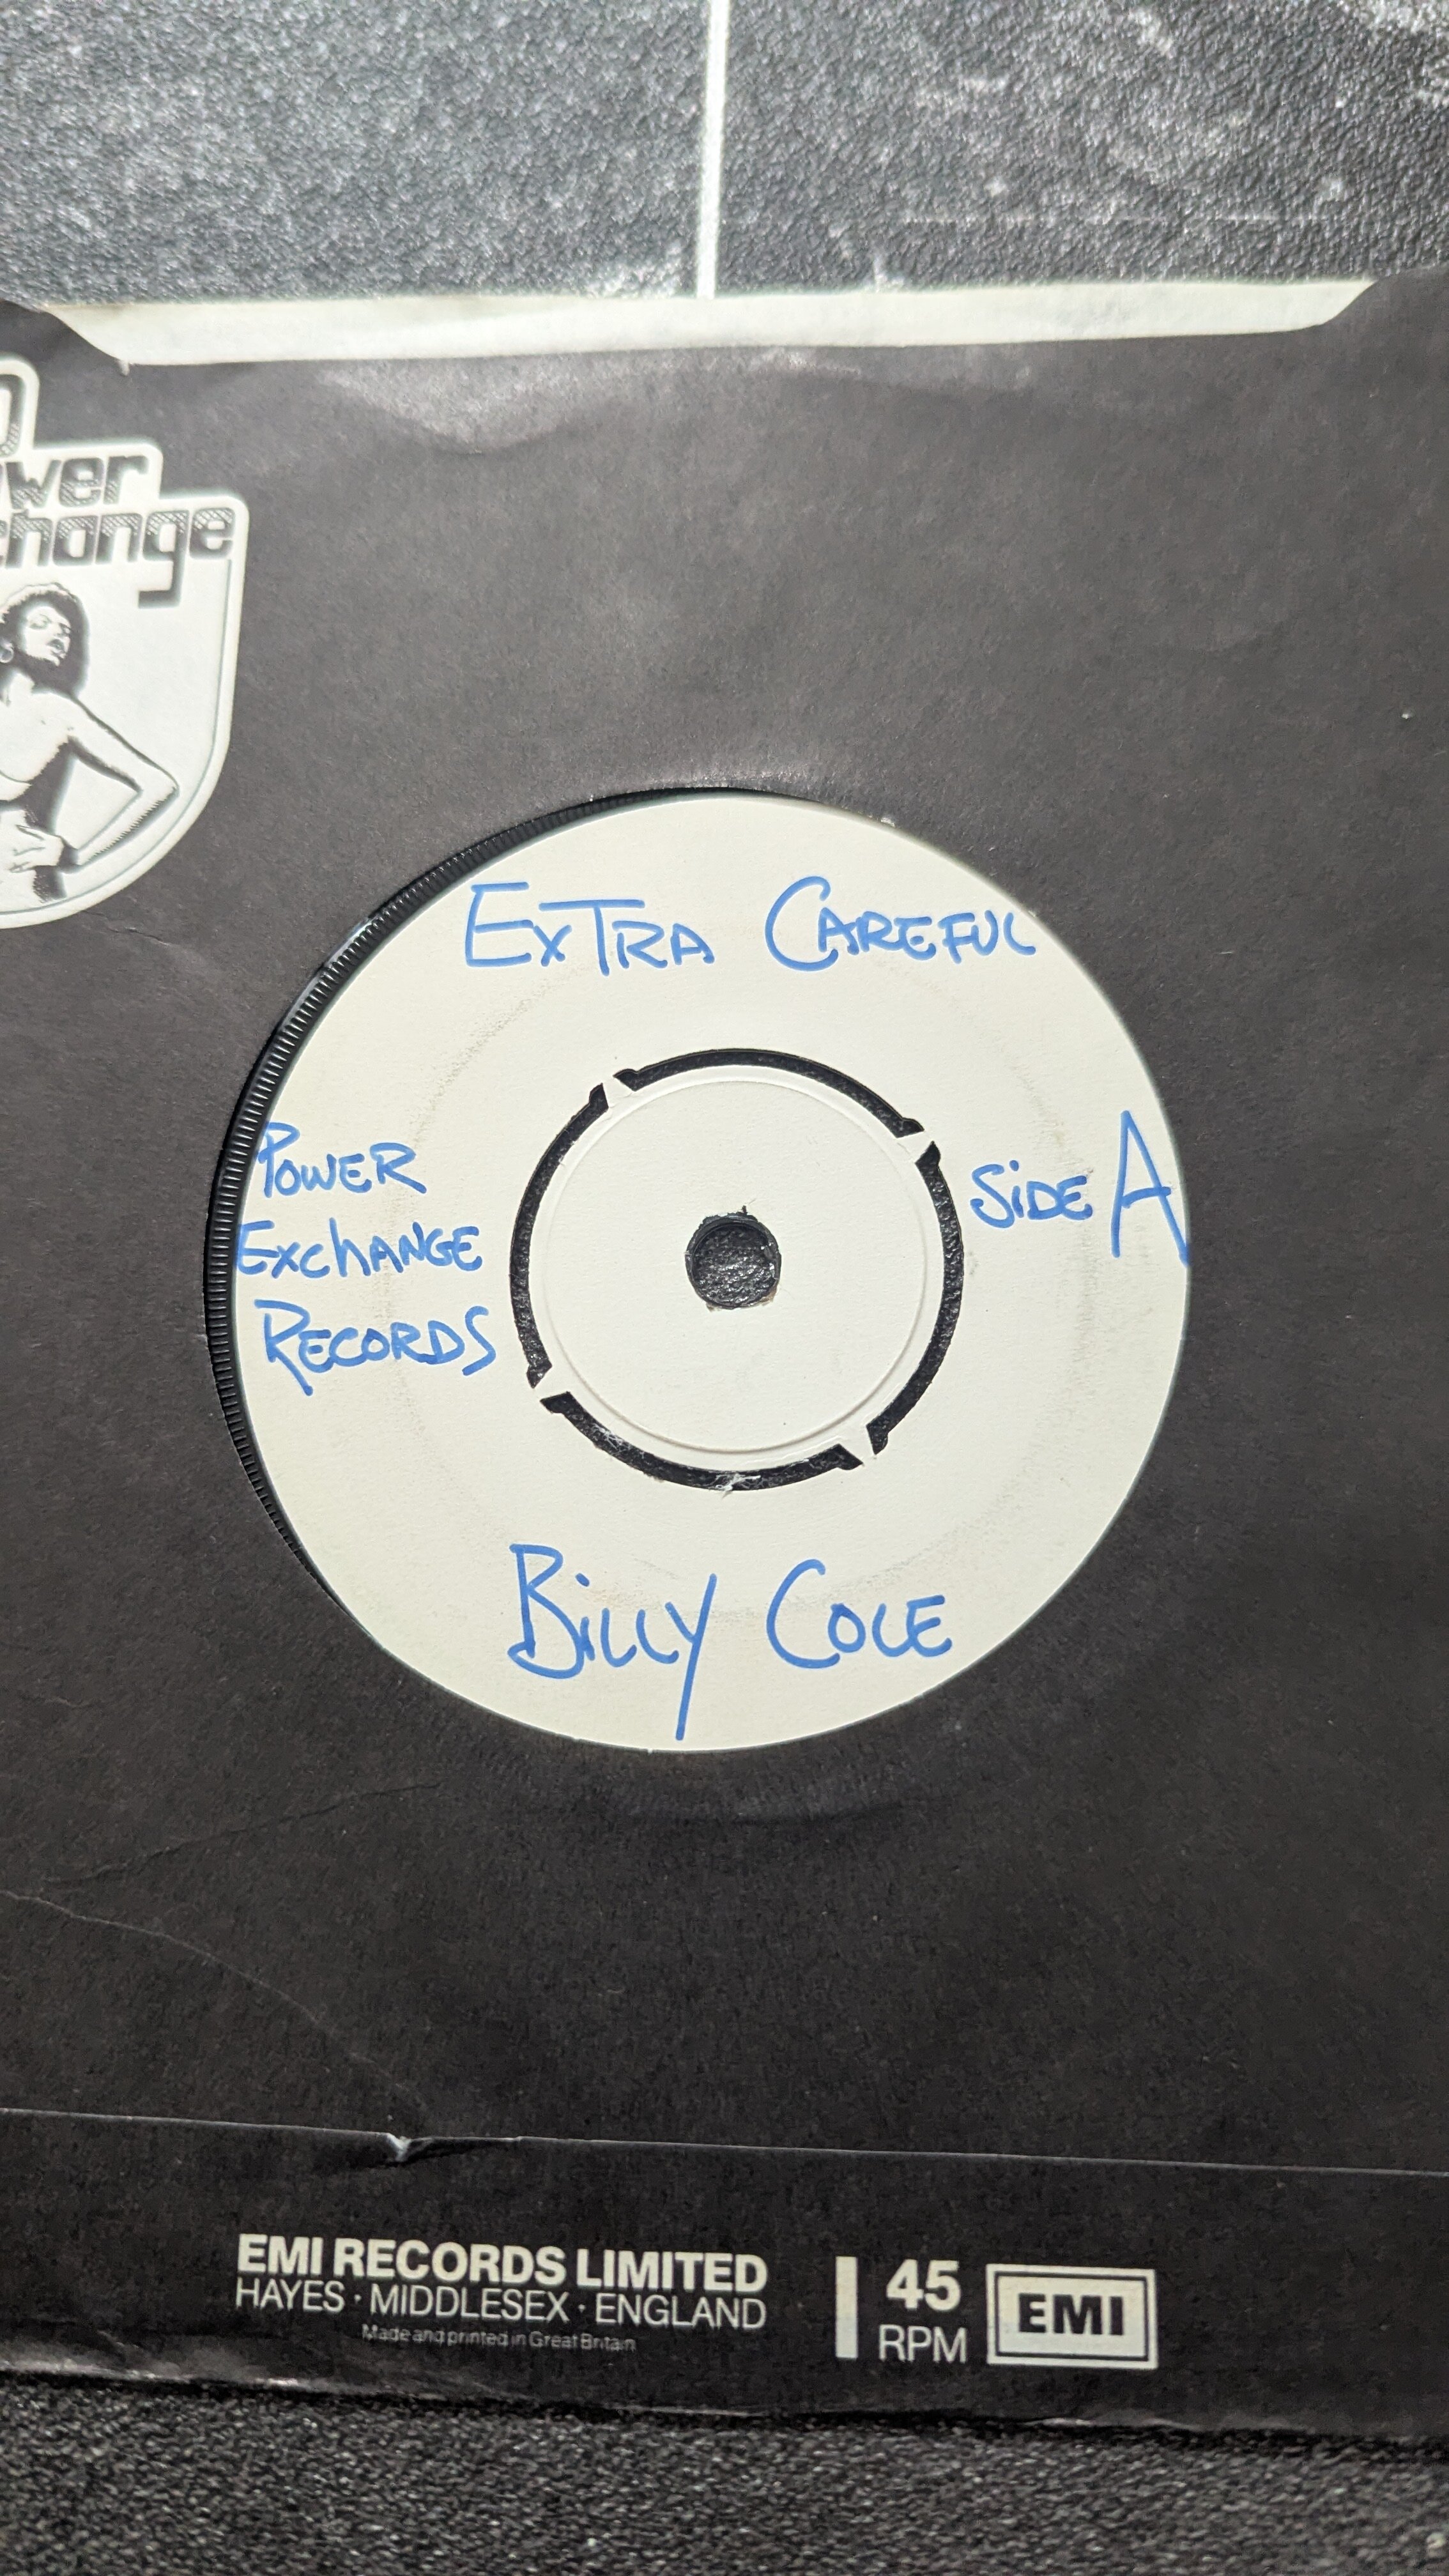 EXTRA CAREFUL
POWER
EXCHANGE
RECORDS
SIDE A
BILLY COLE
EMI RECORDS LIMITED
HAYES · MIDDLESEX · ENGLAND
Made and printed in Great Britain
45
RPM
EMI